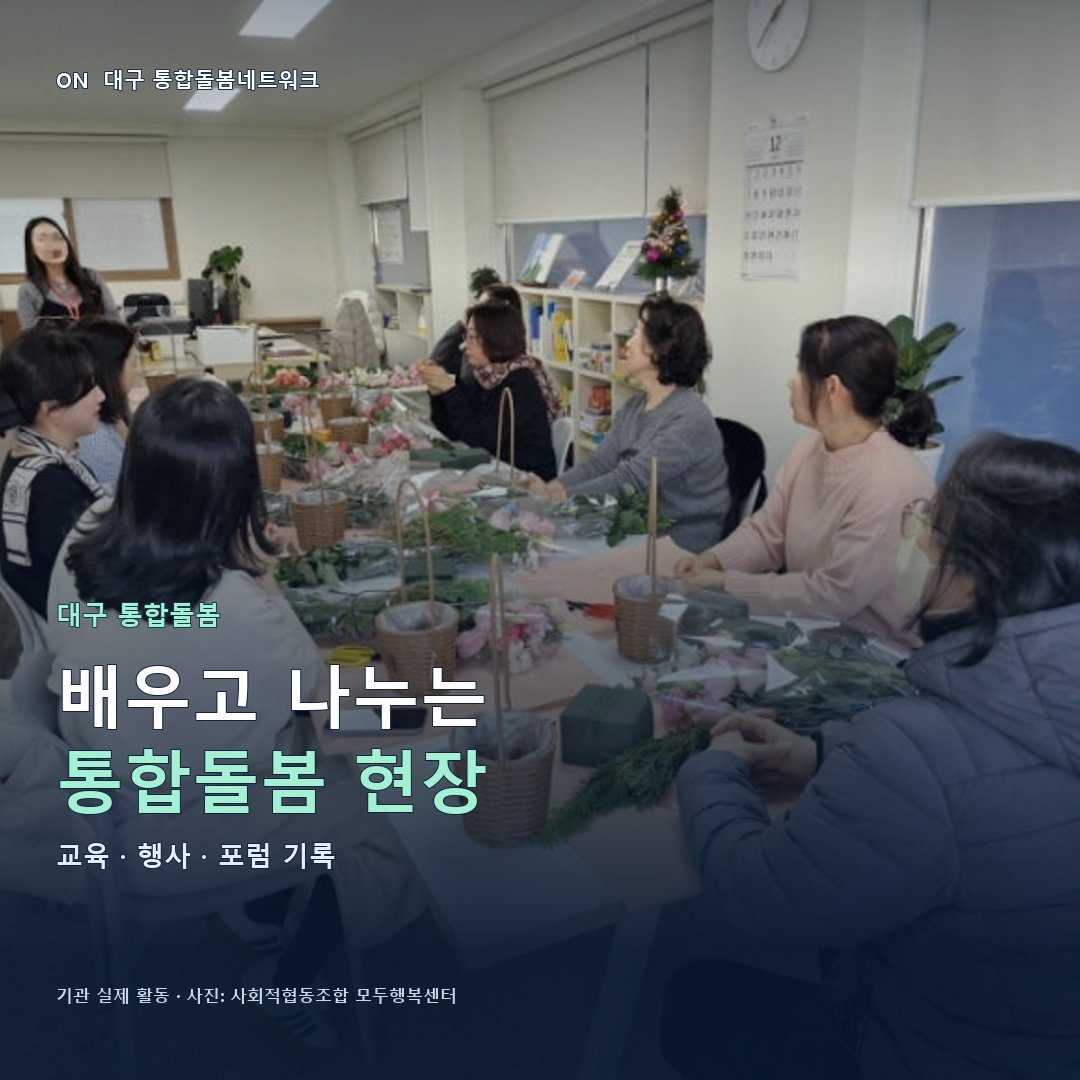 ON 대구 통합돌봄네트워크
12
대구 통합돌봄
배우고 나누는
통합돌봄 현장
교육 · 행사 · 포럼 기록
기관 실제 활동 · 사진: 사회적협동조합 모두행복센터